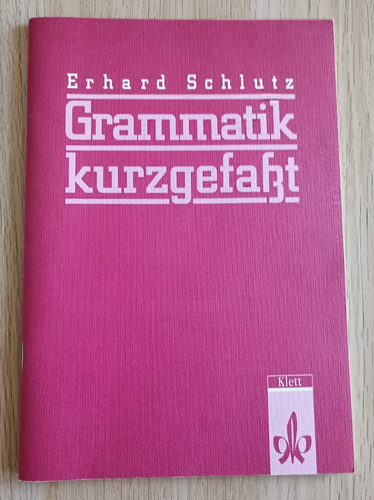 Erhard Schlutz
Grammatik
kurzgefaßt
Klett